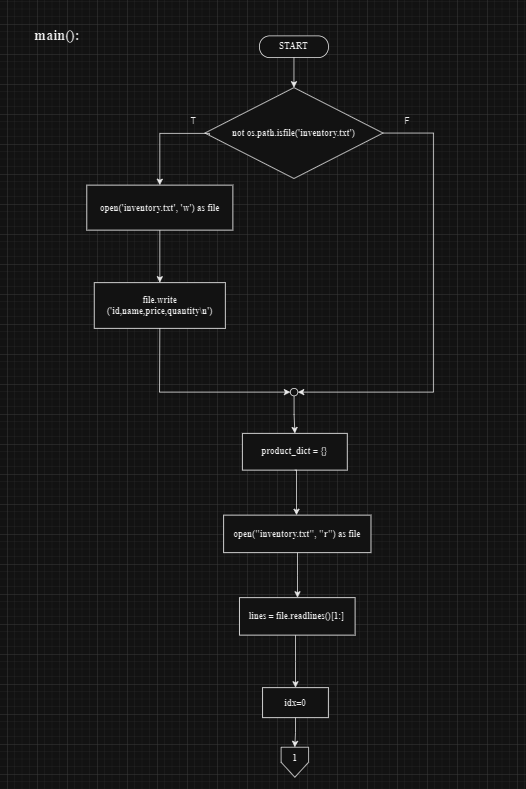 main():
START
T
F
not os.path.isfile('inventory.txt')
open('inventory.txt', 'w') as file
file.write
('id,name,price,quantity\n')
product_dict = {}
open("inventory.txt", "r") as file
lines = file.readlines()[1:]
idx=0
1